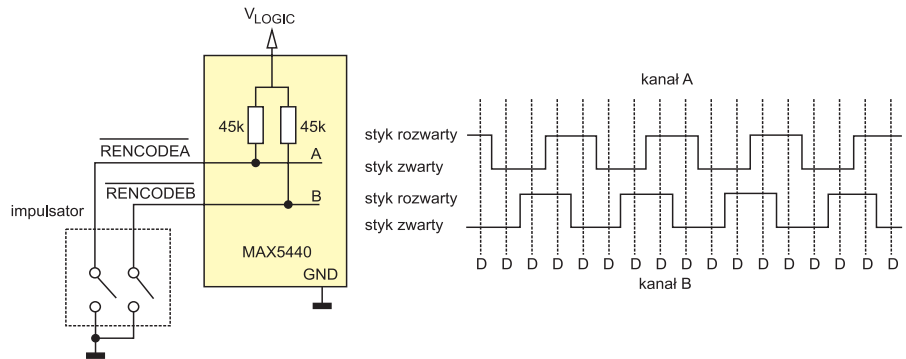 VLOGIC
45k
45k
RENCODEA
A
RENCODEB
B
impulsator
MAX5440
GND
kanał A
styk rozwarty
styk zwarty
styk rozwarty
styk zwarty
D D D D D D D D D D D D D D D D D
kanał B